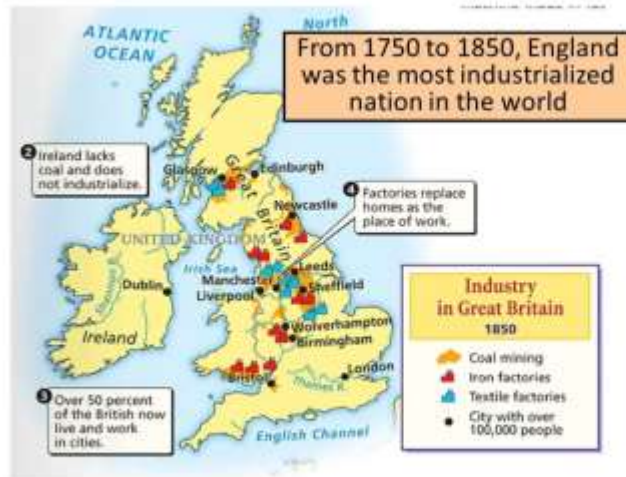 North
ATLANTIC
OCEAN
From 1750 to 1850, England
was the most industrialized
nation in the world
2 Ireland lacks
coal and does
not industrialize.
Glasgow
Edinburgh
Great Britain
4 Factories replace
homes as the
place of work.
Newcastle
UNITED KINGDOM
Irish Sea
Leeds
Manchester
Sheffield
Liverpool
Dublin
Ireland
Wolverhampton
Birmingham
London
Bristol
Thames R.
3 Over 50 percent
of the British now
live and work
in cities.
English Channel
Industry
in Great Britain
1850
Coal mining
Iron factories
Textile factories
City with over
100,000 people